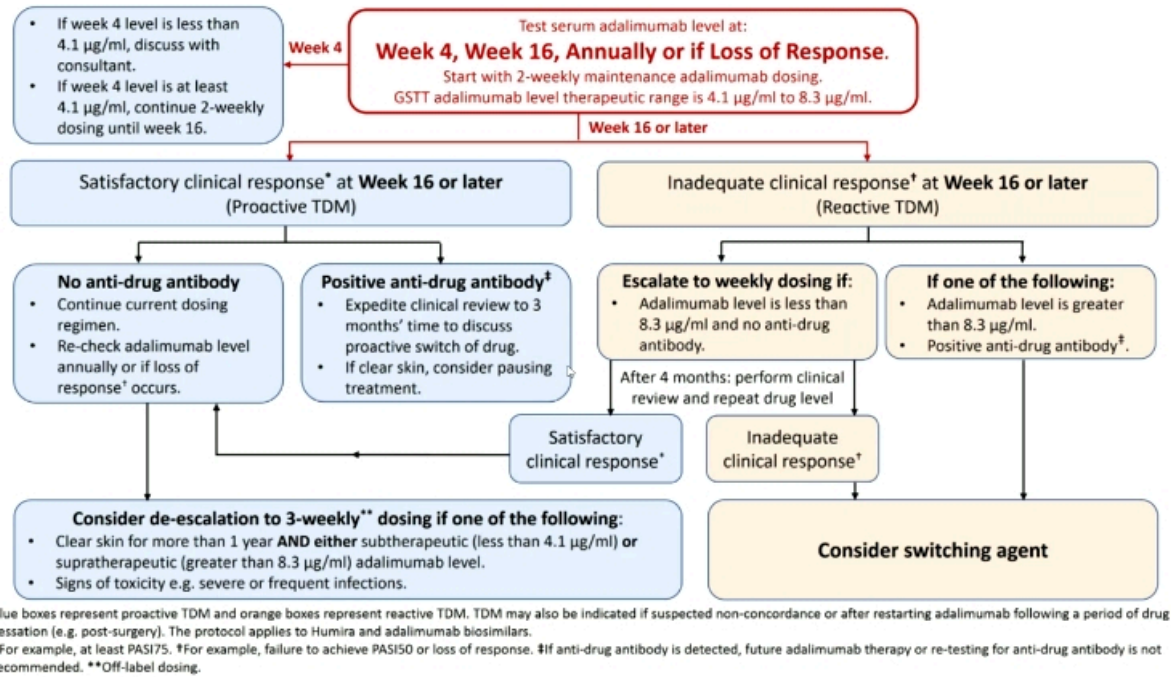 • If week 4 level is less than
4.1 µg/ml, discuss with
consultant.
• If week 4 level is at least
4.1 µg/ml, continue 2-weekly
dosing until week 16.
Week 4
Test serum adalimumab level at:
Week 4, Week 16, Annually or if Loss of Response.
Start with 2-weekly maintenance adalimumab dosing.
GSTT adalimumab level therapeutic range is 4.1 µg/ml to 8.3 µg/ml.
Week 16 or later
Satisfactory clinical response* at Week 16 or later
(Proactive TDM)
Inadequate clinical response† at Week 16 or later
(Reactive TDM)
No anti-drug antibody
• Continue current dosing
regimen.
• Re-check adalimumab level
annually or if loss of
response† occurs.
Positive anti-drug antibody‡
• Expedite clinical review to 3
months' time to discuss
proactive switch of drug.
• If clear skin, consider pausing
treatment.
Escalate to weekly dosing if:
• Adalimumab level is less than
8.3 µg/ml and no anti-drug
antibody.
If one of the following:
• Adalimumab level is greater
than 8.3 µg/ml.
• Positive anti-drug antibody‡.
After 4 months: perform clinical
review and repeat drug level
Satisfactory
clinical response*
Inadequate
clinical response†
Consider de-escalation to 3-weekly** dosing if one of the following:
• Clear skin for more than 1 year AND either subtherapeutic (less than 4.1 µg/ml) or
supratherapeutic (greater than 8.3 µg/ml) adalimumab level.
• Signs of toxicity e.g. severe or frequent infections.
Consider switching agent
lue boxes represent proactive TDM and orange boxes represent reactive TDM. TDM may also be indicated if suspected non-concordance or after restarting adalimumab following a period of drug
essation (e.g. post-surgery). The protocol applies to Humira and adalimumab biosimilars.
For example, at least PASI75. †For example, failure to achieve PASI50 or loss of response. ‡If anti-drug antibody is detected, future adalimumab therapy or re-testing for anti-drug antibody is not
ecommended. **Off-label dosing.